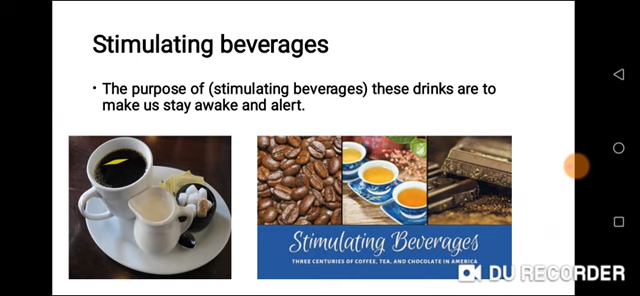 Stimulating beverages
• The purpose of (stimulating beverages) these drinks are to
make us stay awake and alert.
Stimulating Beverages
THREE CENTURIES OF COFFEE, TEA, AND CHOCOLATE IN AMERICA
DU RECORDER